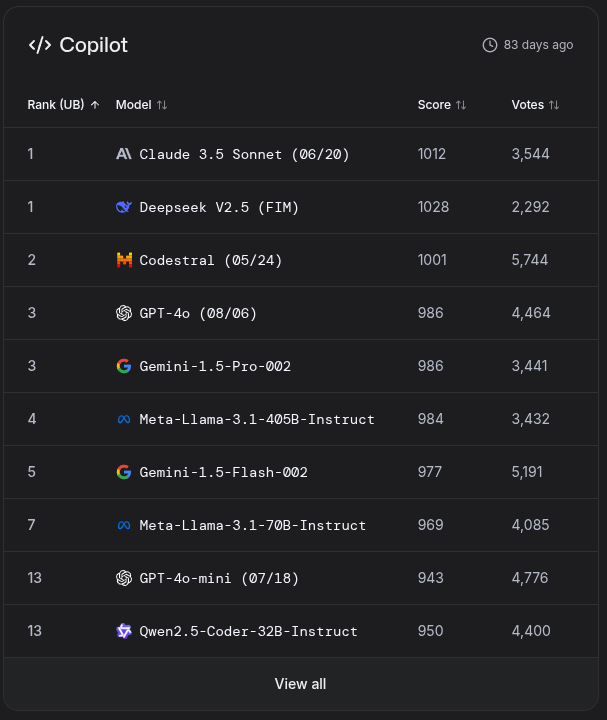 Copilot 83 days ago
Rank (UB) Model Score Votes
1 Claude 3.5 Sonnet (06/20) 1012 3,544
1 Deepseek V2.5 (FIM) 1028 2,292
2 Codestral (05/24) 1001 5,744
3 GPT-4o (08/06) 986 4,464
3 Gemini-1.5-Pro-002 986 3,441
4 Meta-Llama-3.1-405B-Instruct 984 3,432
5 Gemini-1.5-Flash-002 977 5,191
7 Meta-Llama-3.1-70B-Instruct 969 4,085
13 GPT-4o-mini (07/18) 943 4,776
13 Qwen2.5-Coder-32B-Instruct 950 4,400
View all